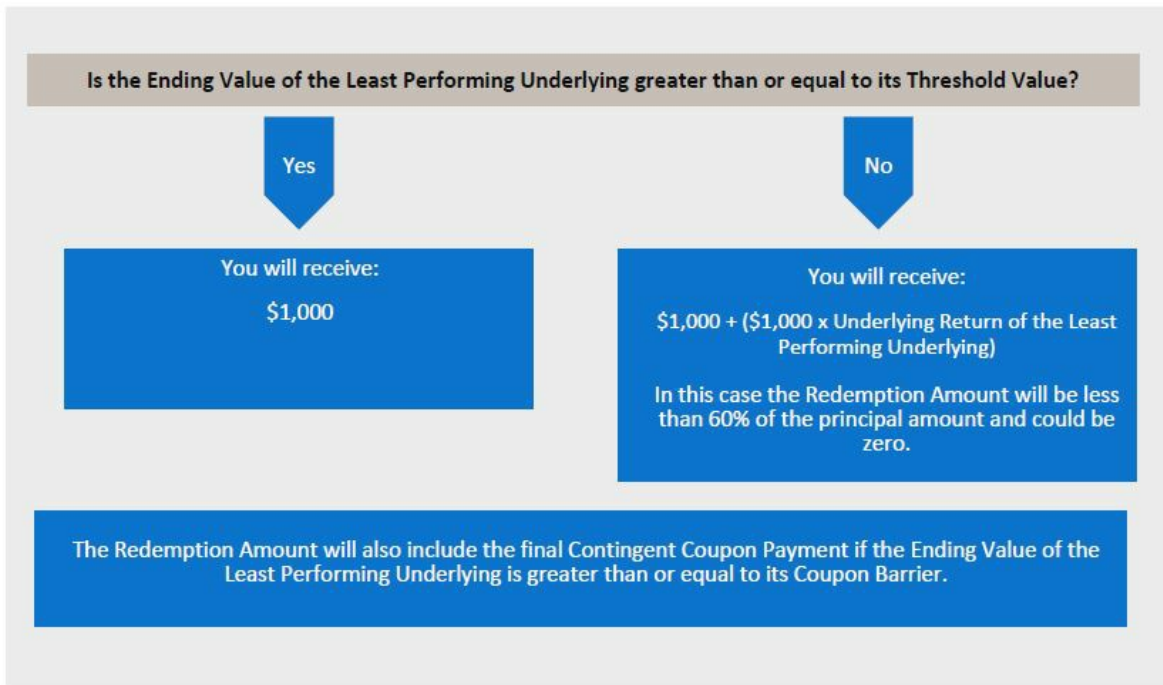 Is the Ending Value of the Least Performing Underlying greater than or equal to its Threshold Value?
Yes
No
You will receive:
$1,000
You will receive:
$1,000 + ($1,000 x Underlying Return of the Least
Performing Underlying)
In this case the Redemption Amount will be less
than 60% of the principal amount and could be
zero.
The Redemption Amount will also include the final Contingent Coupon Payment if the Ending Value of the
Least Performing Underlying is greater than or equal to its Coupon Barrier.